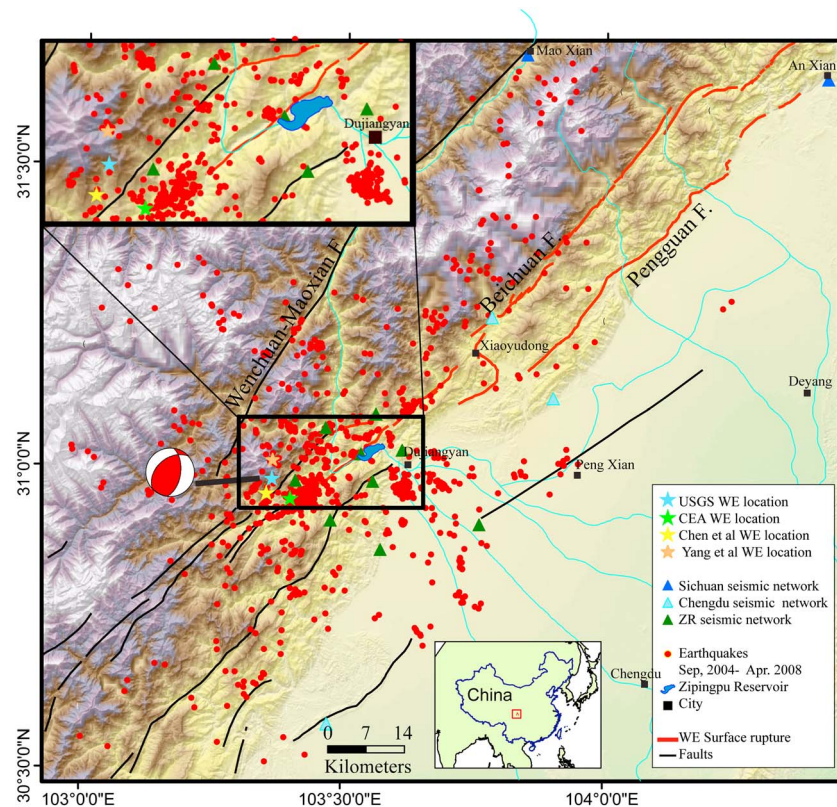 Mao Xian
An Xian
Dujiangyan
31°30'0"N
Wenchuan-Maoxian F.
Beichuan F.
Pengguan F.
Xiaoyudong
Deyang
31°0'0"N
Dujiangyan
Peng Xian
USGS WE location
CEA WE location
Chen et al WE location
Yang et al WE location
Sichuan seismic network
Chengdu seismic network
ZR seismic network
Earthquakes
Sep, 2004- Apr. 2008
Zipingpu Reservoir
City
WE Surface rupture
Faults
China
Chengdu
0 7 14
Kilometers
30°30'0"N
103°0'0"E 103°30'0"E 104°0'0"E